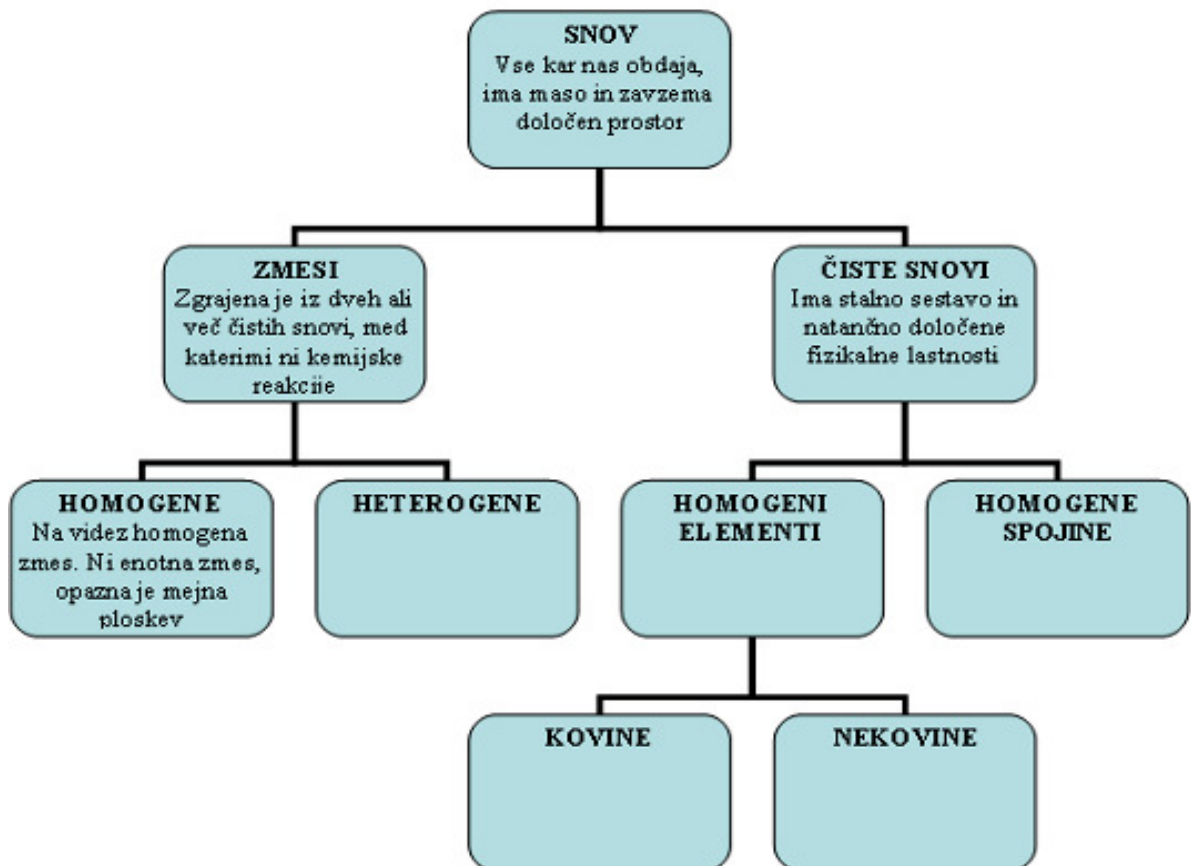 SNOV
Vse kar nas obdaja,
ima maso in zavzema
določen prostor
ZMESI
Zgrajena je iz dveh ali
več čistih snovi, med
katerimi ni kemijske
reakcije
ČISTE SNOVI
Ima stalno sestavo in
natančno določene
fizikalne lastnosti
HOMOGENE
Na videz homogena
zmes. Ni enotna zmes,
opazna je mejna
ploskev
HETEROGENE
HOMOGENI
ELEMENTI
HOMOGENE
SPOJINE
KOVINE
NEKOVINE